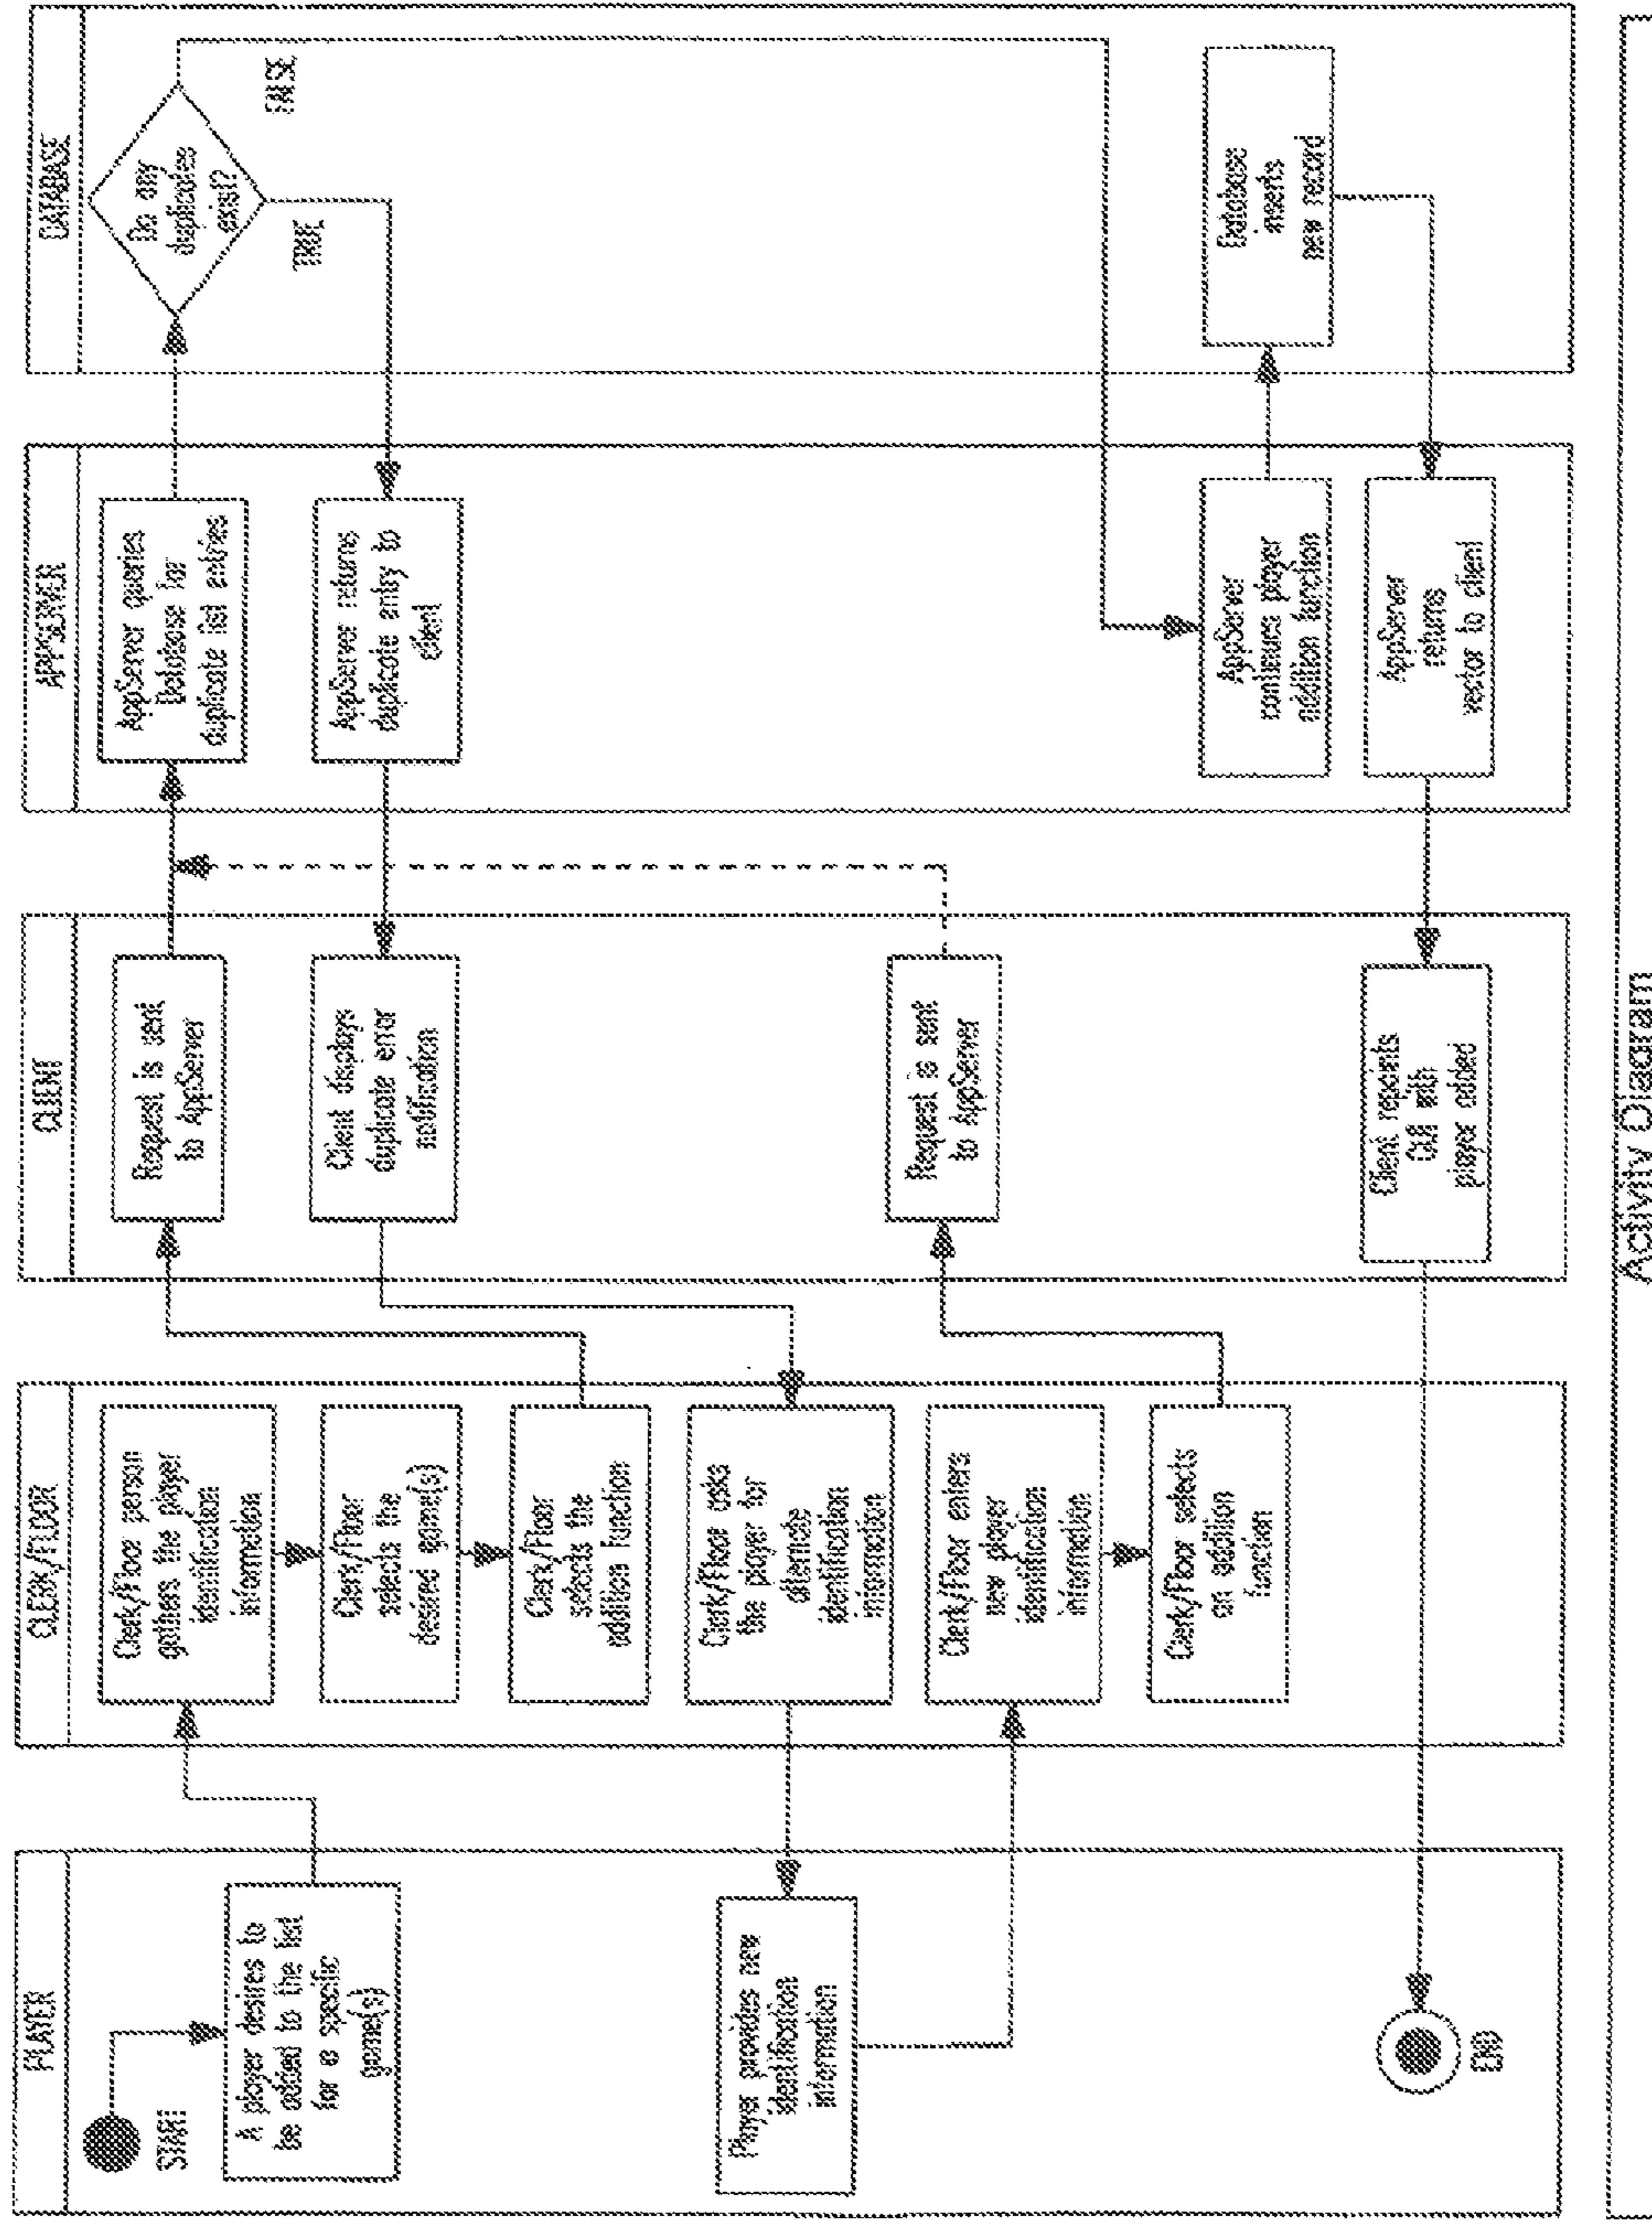 PLAYER
START
A player desires to
be added to the list
for a specific
game(s)
Player provides new
identification
information
END
CLERK/FLOOR
Clerk/Floor person
gathers the player
identification
information
Clerk/Floor
selects the
desired game(s)
Clerk/Floor
selects the
addition function
Clerk/Floor asks
the player for
alternate
identification
information
Clerk/Floor enters
new player
identification
information
Clerk/Floor selects
an addition
function
CLIENT
Request is sent
to AppServer
Client displays
duplicate error
notification
Request is sent
to AppServer
Client repaints
GUI with
player added
APPSERVER
AppServer queries
Database for
duplicate list entries
AppServer returns
duplicate entry to
client
AppServer
continues player
addition function
AppServer
returns
vector to client
DATABASE
Do any
duplicates
exist?
TRUE
FALSE
Database
inserts
new record
Activity Diagram